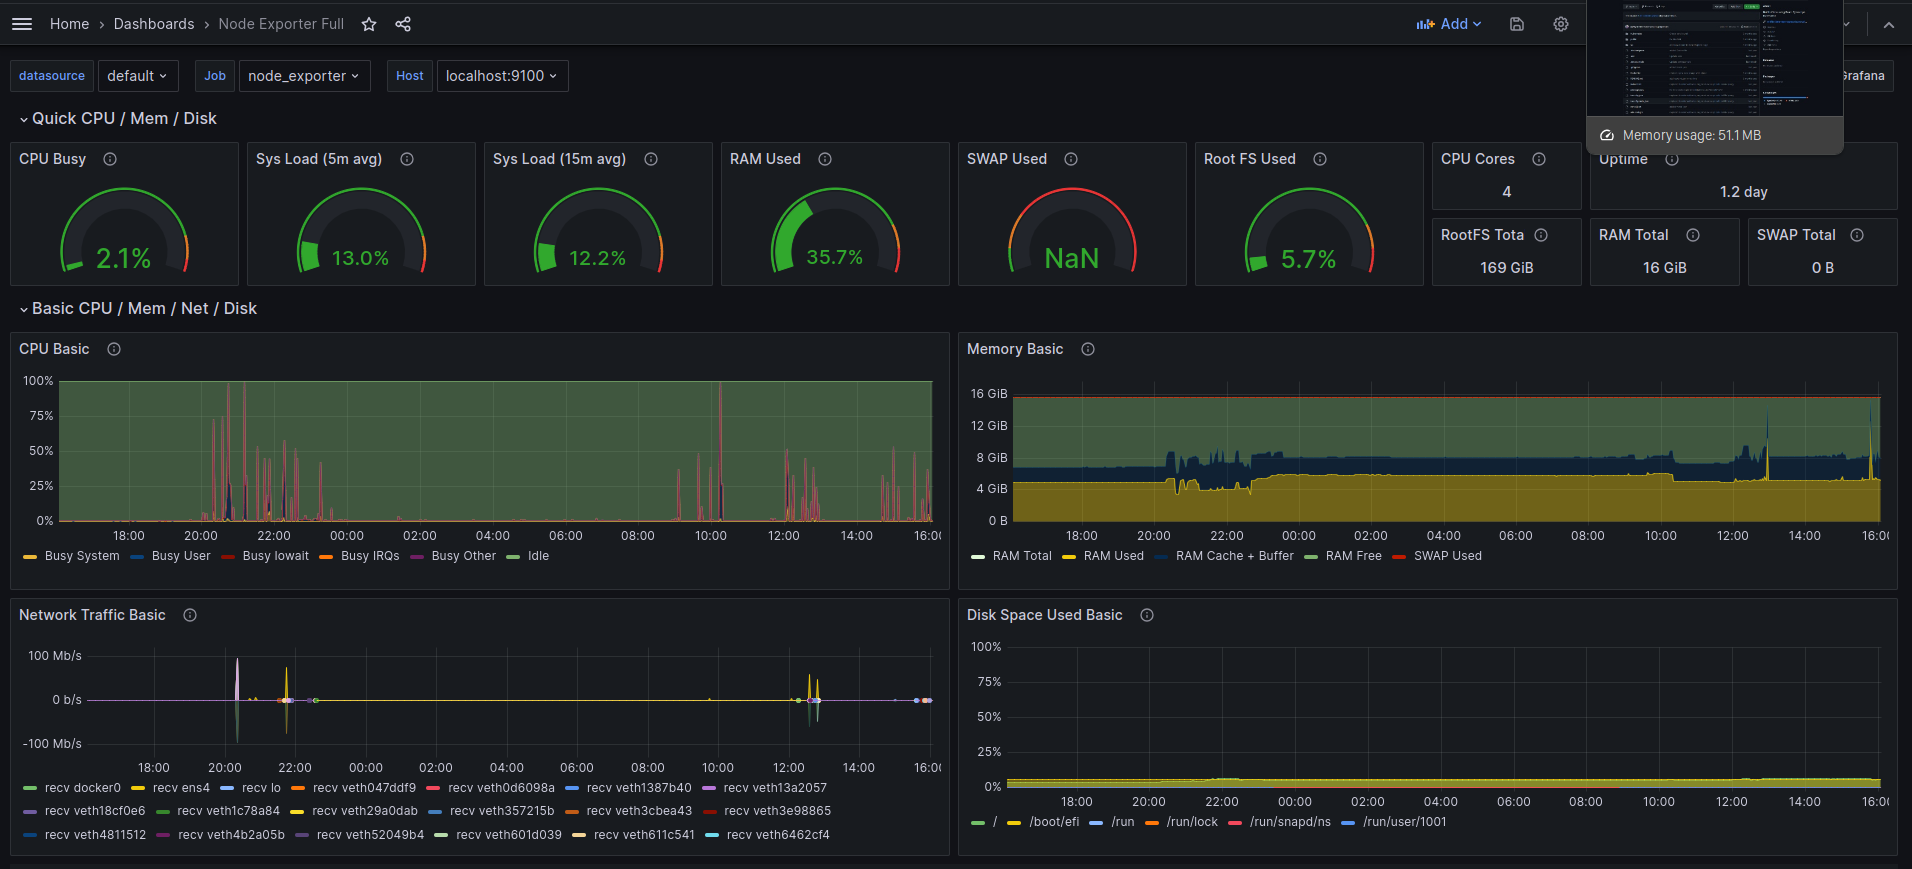 Home › Dashboards › Node Exporter Full
Add
datasource default Job node_exporter Host localhost:9100
Grafana
Memory usage: 51.1 MB
Quick CPU / Mem / Disk
CPU Busy
2.1%
Sys Load (5m avg)
13.0%
Sys Load (15m avg)
12.2%
RAM Used
35.7%
SWAP Used
NaN
Root FS Used
5.7%
CPU Cores
4
Uptime
1.2 day
RootFS Tota
169 GiB
RAM Total
16 GiB
SWAP Total
0 B
Basic CPU / Mem / Net / Disk
CPU Basic
100%
75%
50%
25%
0%
18:00 20:00 22:00 00:00 02:00 04:00 06:00 08:00 10:00 12:00 14:00 16:00
Busy System Busy User Busy Iowait Busy IRQs Busy Other Idle
Memory Basic
16 GiB
12 GiB
8 GiB
4 GiB
0 B
18:00 20:00 22:00 00:00 02:00 04:00 06:00 08:00 10:00 12:00 14:00 16:00
RAM Total RAM Used RAM Cache + Buffer RAM Free SWAP Used
Network Traffic Basic
100 Mb/s
0 b/s
-100 Mb/s
18:00 20:00 22:00 00:00 02:00 04:00 06:00 08:00 10:00 12:00 14:00 16:00
recv docker0 recv ens4 recv lo recv veth047ddf9 recv veth0d6098a recv veth1387b40 recv veth13a2057
recv veth18cf0e6 recv veth1c78a84 recv veth29a0dab recv veth357215b recv veth3cbea43 recv veth3e98865
recv veth4811512 recv veth4b2a05b recv veth52049b4 recv veth601d039 recv veth611c541 recv veth6462cf4
Disk Space Used Basic
100%
75%
50%
25%
0%
18:00 20:00 22:00 00:00 02:00 04:00 06:00 08:00 10:00 12:00 14:00 16:00
/ /boot/efi /run /run/lock /run/snapd/ns /run/user/1001